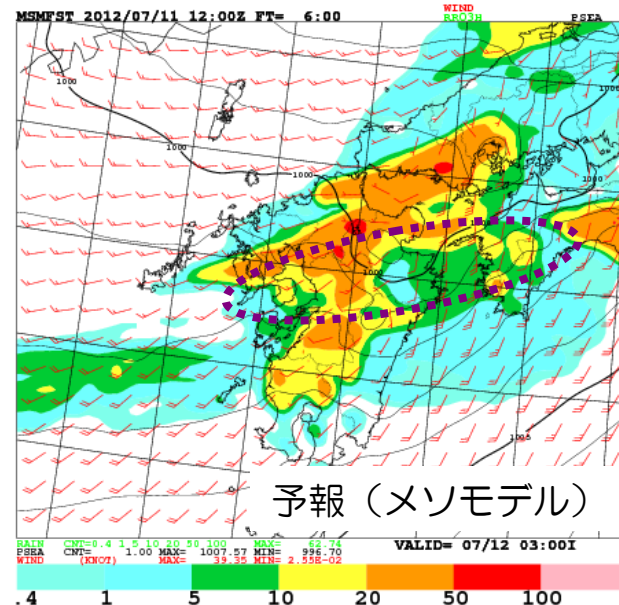 MSMFST 2012/07/11 12:00Z FT= 6:00
WIND
RR03H
PSEA
1000
1000
1000
1000
1000
1005
予報（メソモデル）
RAIN CNT=0.4 1 5 10 20 50 100 MAX= 62.74
PSEA CNT= 1.00 MAX= 1007.57 MIN= 996.70
WIND (KNOT) MAX= 39.35 MIN= 2.55E-02
VALID= 07/12 03:00I
.4 1 5 10 20 50 100